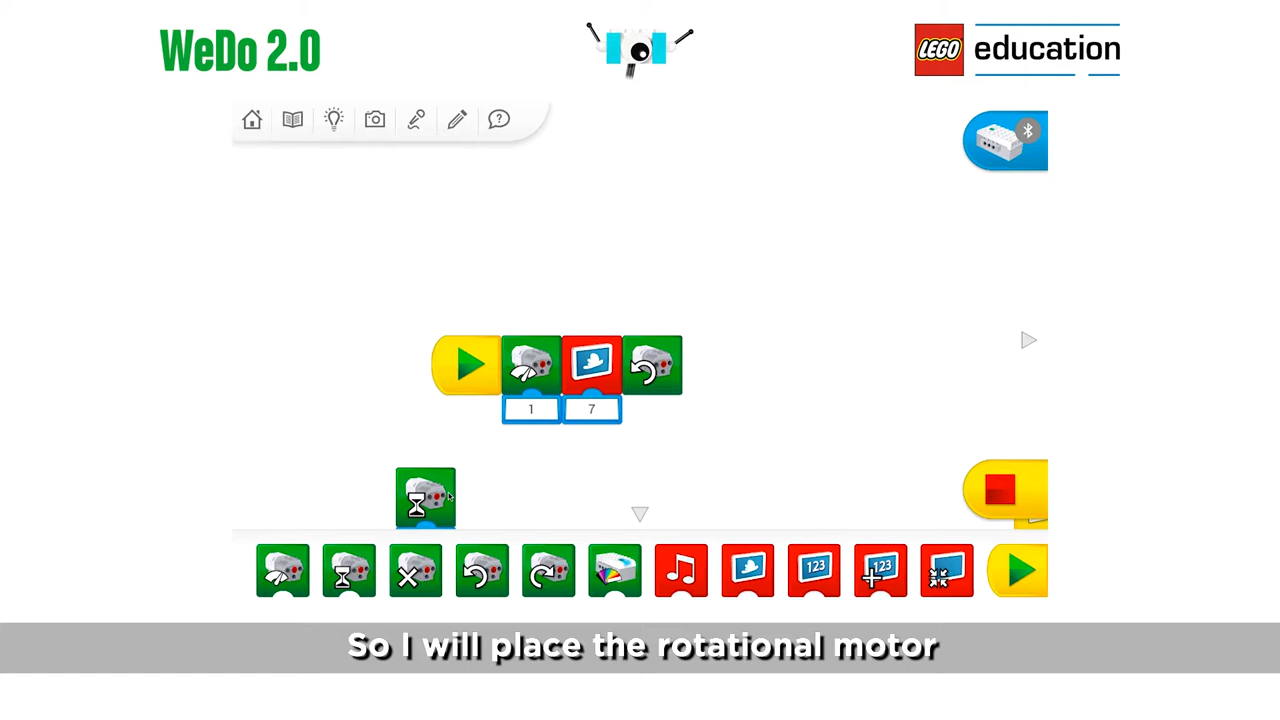 WeDo 2.0
LEGO education
?
1
7
123
123
So I will place the rotational motor